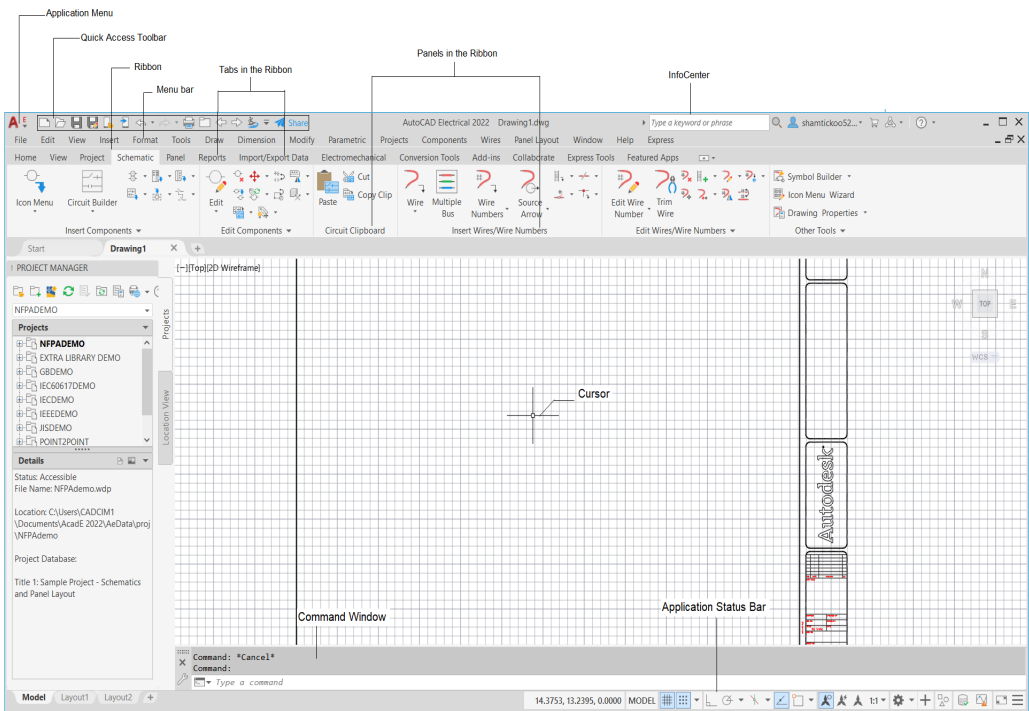 Application Menu
Quick Access Toolbar
Panels in the Ribbon
Ribbon
Tabs in the Ribbon
InfoCenter
Menu bar
Share
AutoCAD Electrical 2022 Drawing1.dwg
Type a keyword or phrase
shamtickoo52...
File Edit View Insert Format Tools Draw Dimension Modify Parametric Projects Components Wires Panel Layout Window Help Express
Home View Project Schematic Panel Reports Import/Export Data Electromechanical Conversion Tools Add-ins Collaborate Express Tools Featured Apps
Cut
Symbol Builder
Copy Clip
Icon Menu Wizard
Icon Menu Circuit Builder Edit Paste Wire Multiple Bus Wire Numbers Source Arrow Edit Wire Number Trim Wire
Drawing Properties
Insert Components Edit Components Circuit Clipboard Insert Wires/Wire Numbers Edit Wires/Wire Numbers Other Tools
Start Drawing1
PROJECT MANAGER
[−][Top][2D Wireframe]
N
W TOP E
S
WCS
NFPADEMO
Projects
Projects
NFPADEMO
EXTRA LIBRARY DEMO
GBDEMO
IEC60617DEMO
IECDEMO
IEEEDEMO
JISDEMO
POINT2POINT
Location View
Cursor
Autodesk
Details
Status: Accessible
File Name: NFPAdemo.wdp
Location: C:\Users\CADCIM1
\Documents\AcadE 2022\AeData\proj
\NFPAdemo
Project Database:
Title 1: Sample Project - Schematics
and Panel Layout
Application Status Bar
Command Window
Command: *Cancel*
Command:
Type a command
Model Layout1 Layout2 +
14.3753, 13.2395, 0.0000 MODEL 1:1